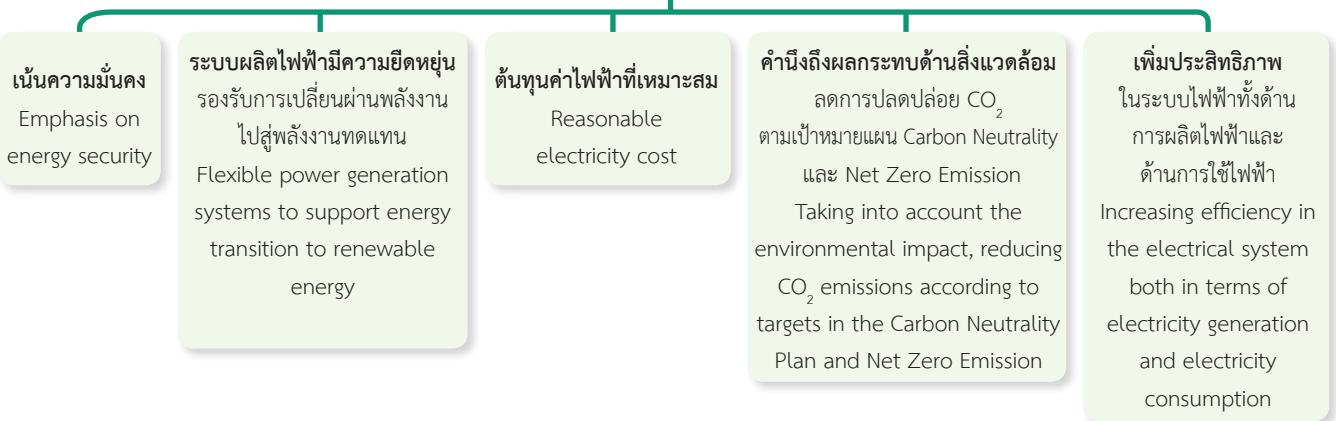 เน้นความมั่นคง
Emphasis on
energy security
ระบบผลิตไฟฟ้ามีความยืดหยุ่น
รองรับการเปลี่ยนผ่านพลังงาน
ไปสู่พลังงานทดแทน
Flexible power generation
systems to support energy
transition to renewable
energy
ต้นทุนค่าไฟฟ้าที่เหมาะสม
Reasonable
electricity cost
คำนึงถึงผลกระทบด้านสิ่งแวดล้อม
ลดการปลดปล่อย CO₂
ตามเป้าหมายแผน Carbon Neutrality
และ Net Zero Emission
Taking into account the
environmental impact, reducing
CO₂ emissions according to
targets in the Carbon Neutrality
Plan and Net Zero Emission
เพิ่มประสิทธิภาพ
ในระบบไฟฟ้าทั้งด้าน
การผลิตไฟฟ้าและ
ด้านการใช้ไฟฟ้า
Increasing efficiency in
the electrical system
both in terms of
electricity generation
and electricity
consumption